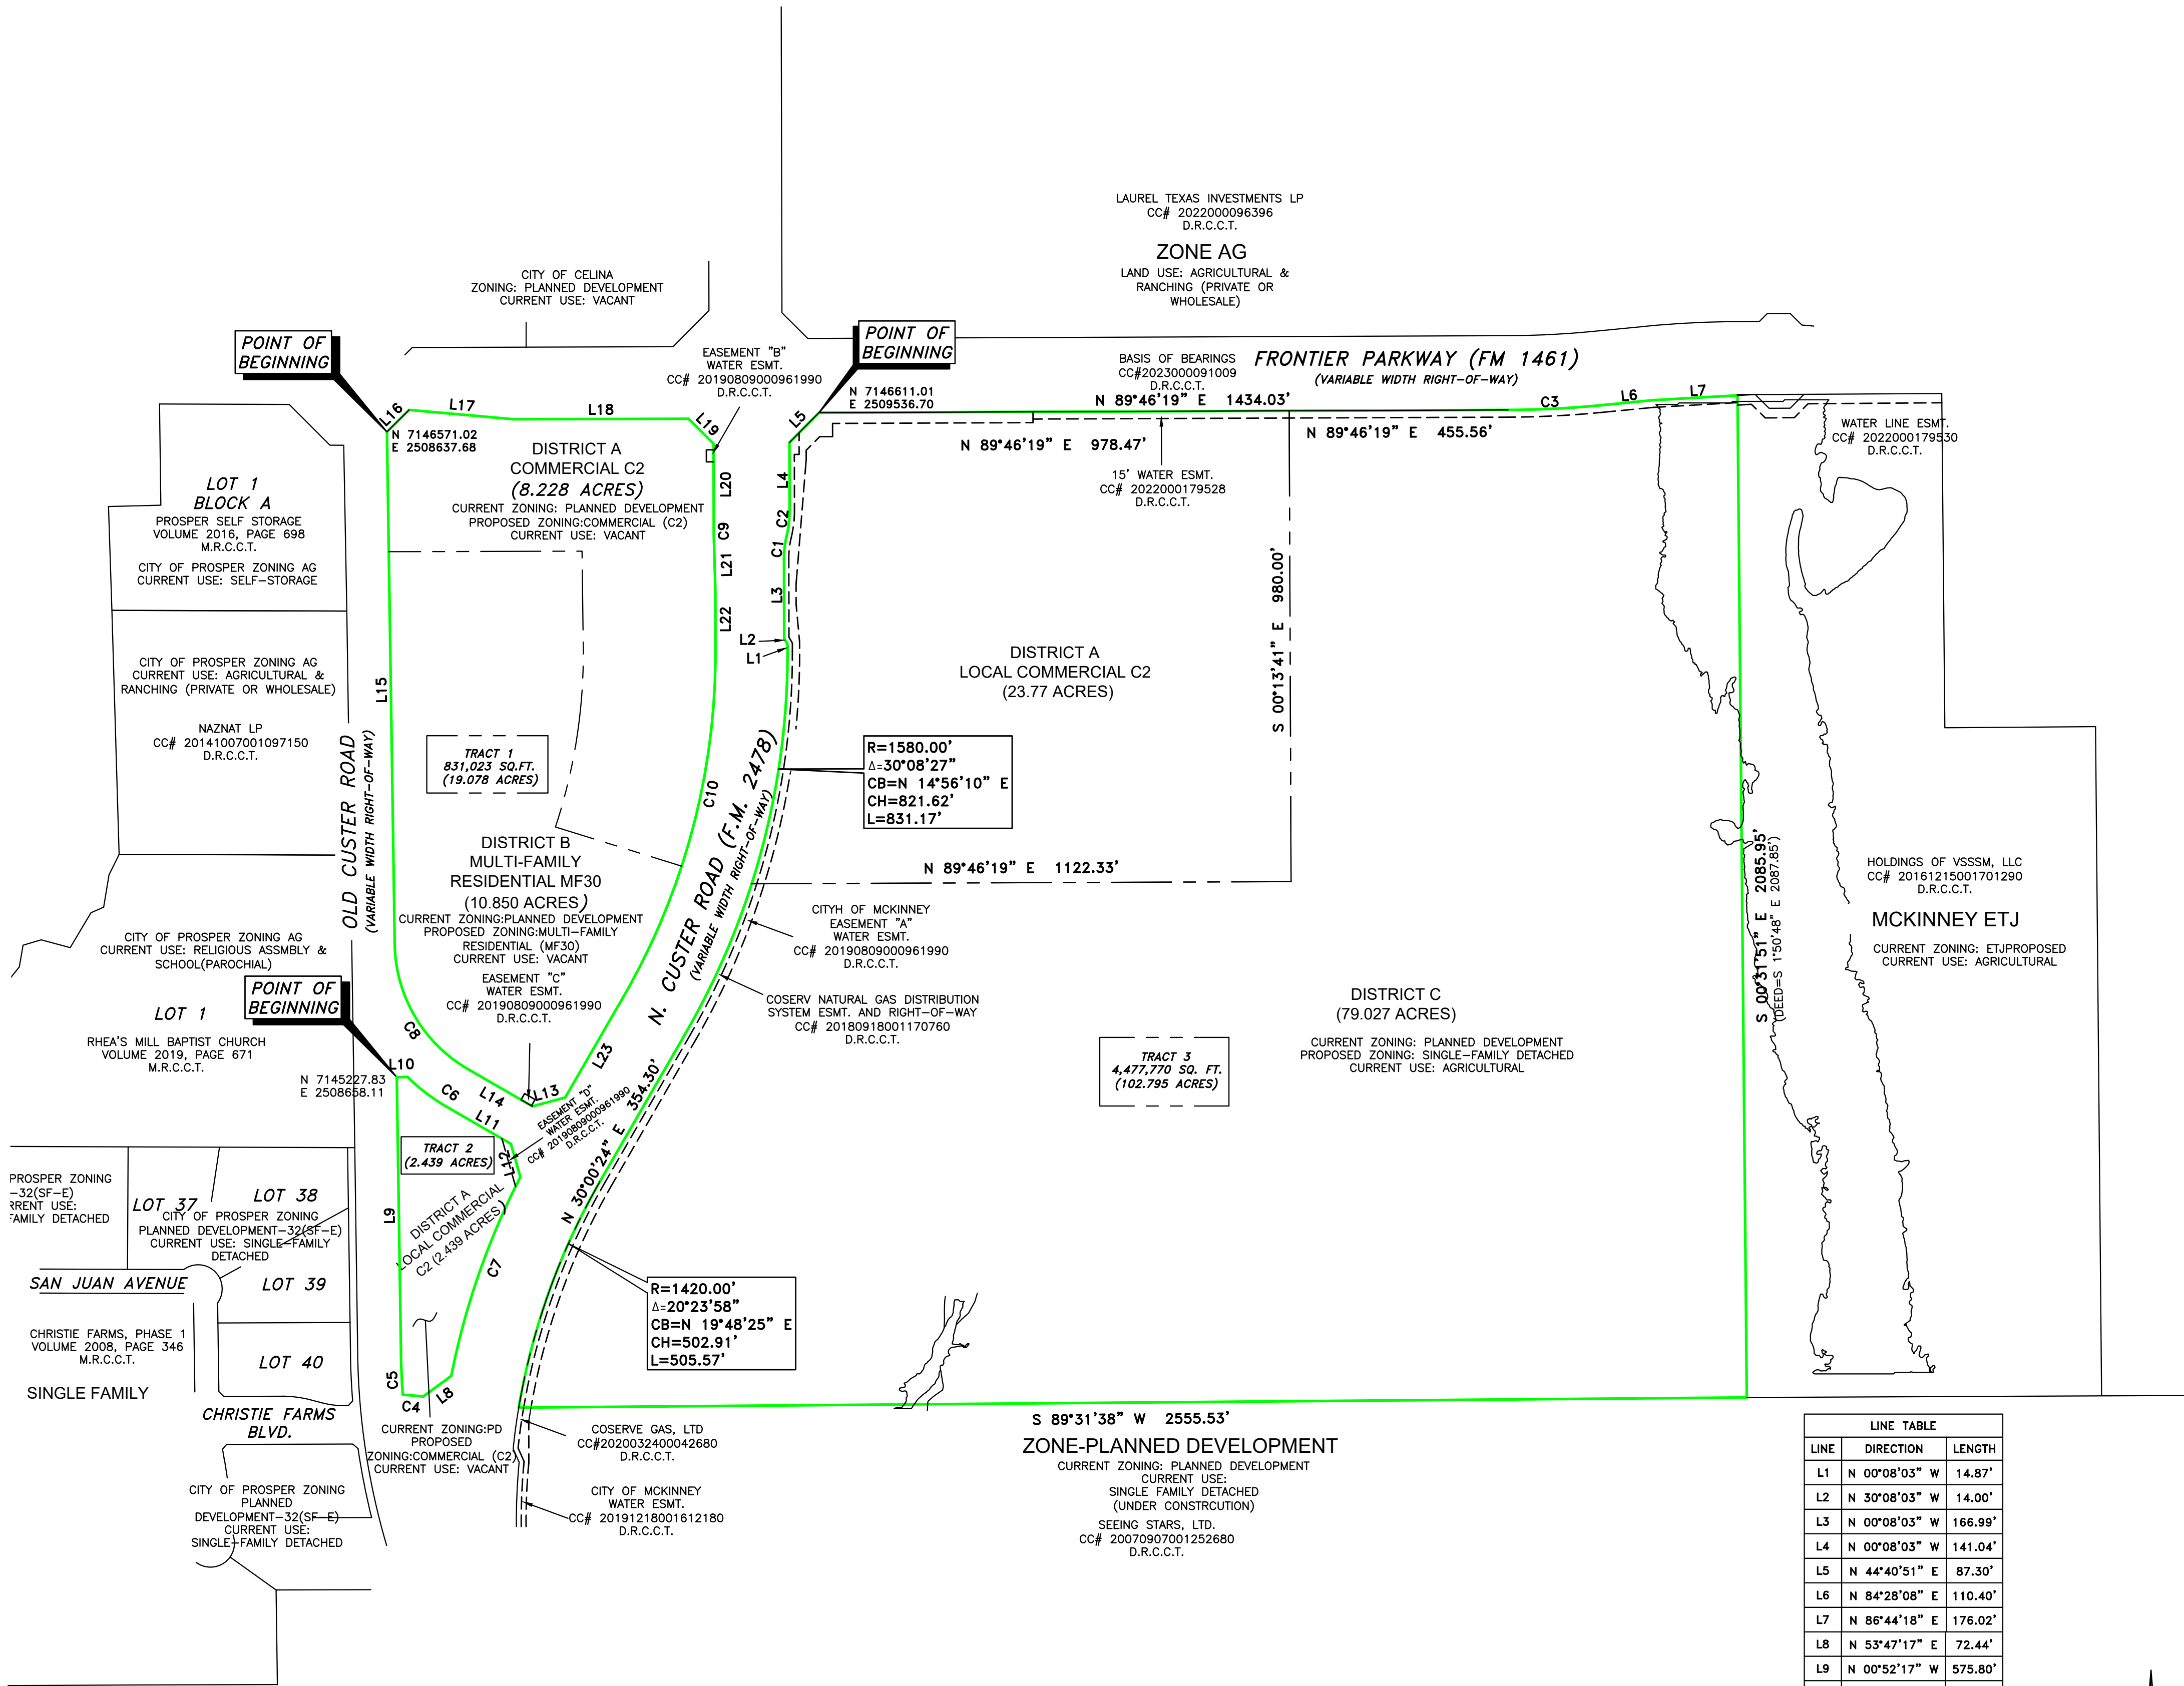 LAUREL TEXAS INVESTMENTS LP
CC# 2022000096396
D.R.C.C.T.
ZONE AG
LAND USE: AGRICULTURAL &
RANCHING (PRIVATE OR
WHOLESALE)
CITY OF CELINA
ZONING: PLANNED DEVELOPMENT
CURRENT USE: VACANT
POINT OF
BEGINNING
EASEMENT "B"
WATER ESMT.
CC# 20190809000961990
D.R.C.C.T.
POINT OF
BEGINNING
BASIS OF BEARINGS
CC#2023000091009
D.R.C.C.T.
FRONTIER PARKWAY (FM 1461)
(VARIABLE WIDTH RIGHT-OF-WAY)
N 7146611.01
E 2509536.70
N 89°46'19" E 1434.03'
C3
L6
L7
L16
L17
L18
L19
L5
N 7146571.02
E 2508637.68
N 89°46'19" E 978.47'
N 89°46'19" E 455.56'
WATER LINE ESMT.
CC# 2022000179530
D.R.C.C.T.
15' WATER ESMT.
CC# 2022000179528
D.R.C.C.T.
DISTRICT A
COMMERCIAL C2
(8.228 ACRES)
CURRENT ZONING: PLANNED DEVELOPMENT
PROPOSED ZONING:COMMERCIAL (C2)
CURRENT USE: VACANT
L20
C9
L21
L22
L4
C2
C1
L3
L2
L1
LOT 1
BLOCK A
PROSPER SELF STORAGE
VOLUME 2016, PAGE 698
M.R.C.C.T.
CITY OF PROSPER ZONING AG
CURRENT USE: SELF-STORAGE
CITY OF PROSPER ZONING AG
CURRENT USE: AGRICULTURAL &
RANCHING (PRIVATE OR WHOLESALE)
NAZNAT LP
CC# 20141007001097150
D.R.C.C.T.
L15
OLD CUSTER ROAD
(VARIABLE WIDTH RIGHT-OF-WAY)
TRACT 1
831,023 SQ.FT.
(19.078 ACRES)
C10
N. CUSTER ROAD (F.M. 2478)
(VARIABLE WIDTH RIGHT-OF-WAY)
DISTRICT A
LOCAL COMMERCIAL C2
(23.77 ACRES)
S 00°13'41" E 980.00'
R=1580.00'
Δ=30°08'27"
CB=N 14°56'10" E
CH=821.62'
L=831.17'
N 89°46'19" E 1122.33'
DISTRICT B
MULTI-FAMILY
RESIDENTIAL MF30
(10.850 ACRES)
CURRENT ZONING:PLANNED DEVELOPMENT
PROPOSED ZONING:MULTI-FAMILY
RESIDENTIAL (MF30)
CURRENT USE: VACANT
EASEMENT "C"
WATER ESMT.
CC# 20190809000961990
D.R.C.C.T.
CITYH OF MCKINNEY
EASEMENT "A"
WATER ESMT.
CC# 20190809000961990
D.R.C.C.T.
COSERV NATURAL GAS DISTRIBUTION
SYSTEM ESMT. AND RIGHT-OF-WAY
CC# 20180918001170760
D.R.C.C.T.
S 00°31'51" E 2085.95'
(DEED=S 1°50'48" E 2087.85')
HOLDINGS OF VSSSM, LLC
CC# 20161215001701290
D.R.C.C.T.
MCKINNEY ETJ
CURRENT ZONING: ETJPROPOSED
CURRENT USE: AGRICULTURAL
DISTRICT C
(79.027 ACRES)
CURRENT ZONING: PLANNED DEVELOPMENT
PROPOSED ZONING: SINGLE-FAMILY DETACHED
CURRENT USE: AGRICULTURAL
TRACT 3
4,477,770 SQ. FT.
(102.795 ACRES)
CITY OF PROSPER ZONING AG
CURRENT USE: RELIGIOUS ASSMBLY &
SCHOOL(PAROCHIAL)
POINT OF
BEGINNING
LOT 1
RHEA'S MILL BAPTIST CHURCH
VOLUME 2019, PAGE 671
M.R.C.C.T.
C8
L10
N 7145227.83
E 2508658.11
C6
L14
L13
L23
L11
L12
EASEMENT "D"
WATER ESMT.
CC# 20190809000961990
D.R.C.C.T.
N 30°00'24" E 354.30'
TRACT 2
(2.439 ACRES)
DISTRICT A
LOCAL COMMERCIAL
C2 (2.439 ACRES)
L9
C7
C5
C4
L8
R=1420.00'
Δ=20°23'58"
CB=N 19°48'25" E
CH=502.91'
L=505.57'
PROSPER ZONING
-32(SF-E)
RRENT USE:
FAMILY DETACHED
LOT 37
LOT 38
CITY OF PROSPER ZONING
PLANNED DEVELOPMENT-32(SF-E)
CURRENT USE: SINGLE-FAMILY
DETACHED
SAN JUAN AVENUE
LOT 39
CHRISTIE FARMS, PHASE 1
VOLUME 2008, PAGE 346
M.R.C.C.T.
LOT 40
SINGLE FAMILY
CHRISTIE FARMS
BLVD.
CITY OF PROSPER ZONING
PLANNED
DEVELOPMENT-32(SF-E)
CURRENT USE:
SINGLE-FAMILY DETACHED
CURRENT ZONING:PD
PROPOSED
ZONING:COMMERCIAL (C2)
CURRENT USE: VACANT
COSERVE GAS, LTD
CC#2020032400042680
D.R.C.C.T.
CITY OF MCKINNEY
WATER ESMT.
CC# 20191218001612180
D.R.C.C.T.
S 89°31'38" W 2555.53'
ZONE-PLANNED DEVELOPMENT
CURRENT ZONING: PLANNED DEVELOPMENT
CURRENT USE:
SINGLE FAMILY DETACHED
(UNDER CONSTRCUTION)
SEEING STARS, LTD.
CC# 20070907001252680
D.R.C.C.T.
LINE TABLE
LINE DIRECTION LENGTH
L1 N 00°08'03" W 14.87'
L2 N 30°08'03" W 14.00'
L3 N 00°08'03" W 166.99'
L4 N 00°08'03" W 141.04'
L5 N 44°40'51" E 87.30'
L6 N 84°28'08" E 110.40'
L7 N 86°44'18" E 176.02'
L8 N 53°47'17" E 72.44'
L9 N 00°52'17" W 575.80'